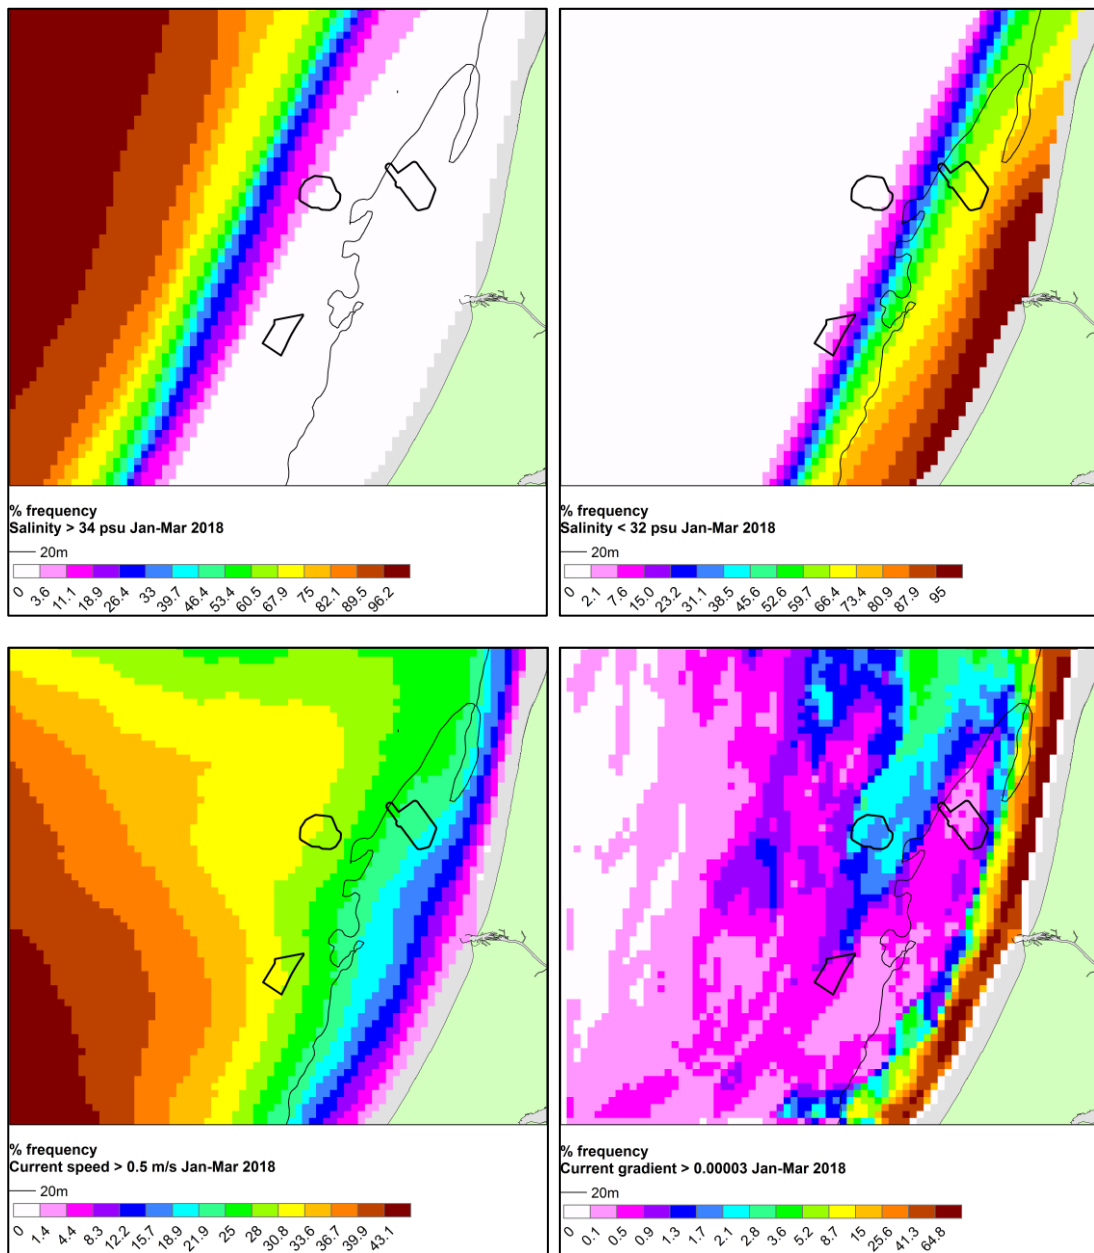 % frequency
Salinity > 34 psu Jan-Mar 2018
20m
0 3.6 11.1 18.9 26.4 33 39.7 46.4 53.4 60.5 67.9 75 82.1 89.5 96.2
% frequency
Salinity < 32 psu Jan-Mar 2018
20m
0 2.1 7.6 15.0 23.2 31.1 38.5 45.6 52.6 59.7 66.4 73.4 80.9 87.9 95
% frequency
Current speed > 0.5 m/s Jan-Mar 2018
20m
0 1.4 4.4 8.3 12.2 15.7 18.9 21.9 25 28 30.8 33.6 36.7 39.9 43.1
% frequency
Current gradient > 0.00003 Jan-Mar 2018
20m
0 0.1 0.5 0.9 1.3 1.7 2.1 2.8 3.6 5.2 8.7 15 25.6 41.3 64.8